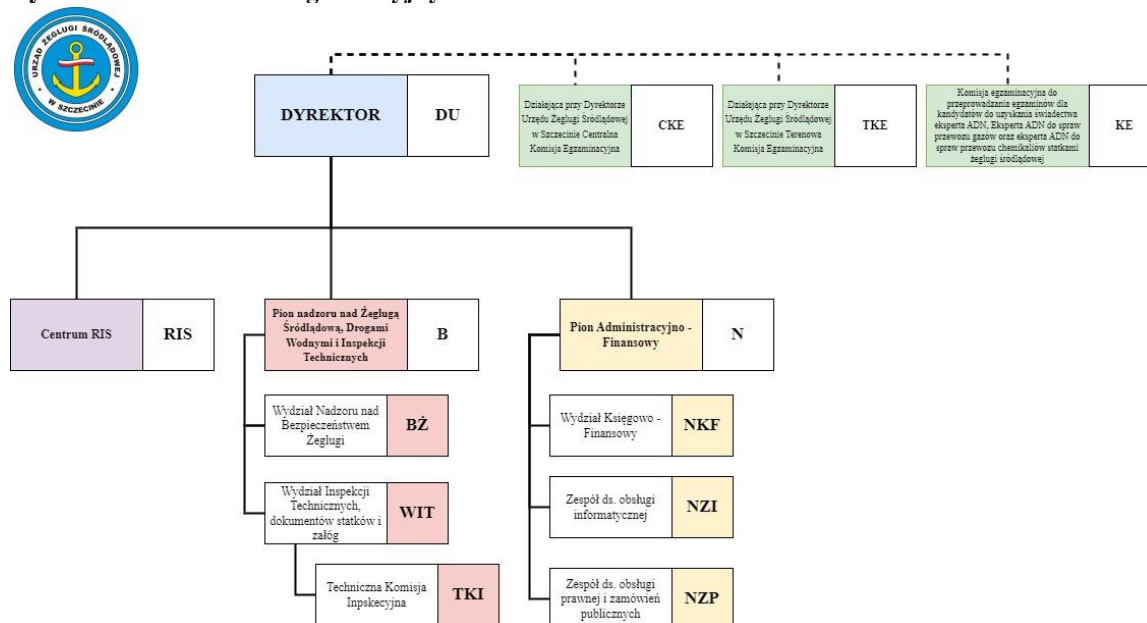 URZĄD ŻEGLUGI ŚRÓDLĄDOWEJ
W SZCZECINIE
DYREKTOR
DU
Działająca przy Dyrektorze
Urzędu Żeglugi Śródlądowej
w Szczecinie Centralna
Komisja Egzaminacyjna
CKE
Działająca przy Dyrektorze
Urzędu Żeglugi Śródlądowej
w Szczecinie Terenowa
Komisja Egzaminacyjna
TKE
Komisja egzaminacyjna do
przeprowadzania egzaminów dla
kandydatów do uzyskania świadectwa
eksperta ADN, Eksperta ADN do spraw
przewozu gazów oraz eksperta ADN do
spraw przewozu chemikaliów statkami
żeglugi śródlądowej
KE
Centrum RIS
RIS
Pion nadzoru nad Żeglugą
Śródlądową, Drogami
Wodnymi i Inspekcji
Technicznych
B
Pion Administracyjno -
Finansowy
N
Wydział Nadzoru nad
Bezpieczeństwem
Żeglugi
BŻ
Wydział Księgowo -
Finansowy
NKF
Wydział Inspekcji
Technicznych,
dokumentów statków i
załóg
WIT
Zespół ds. obsługi
informatycznej
NZI
Techniczna Komisja
Inpskecyjna
TKI
Zespół ds. obsługi
prawnej i zamówień
publicznych
NZP